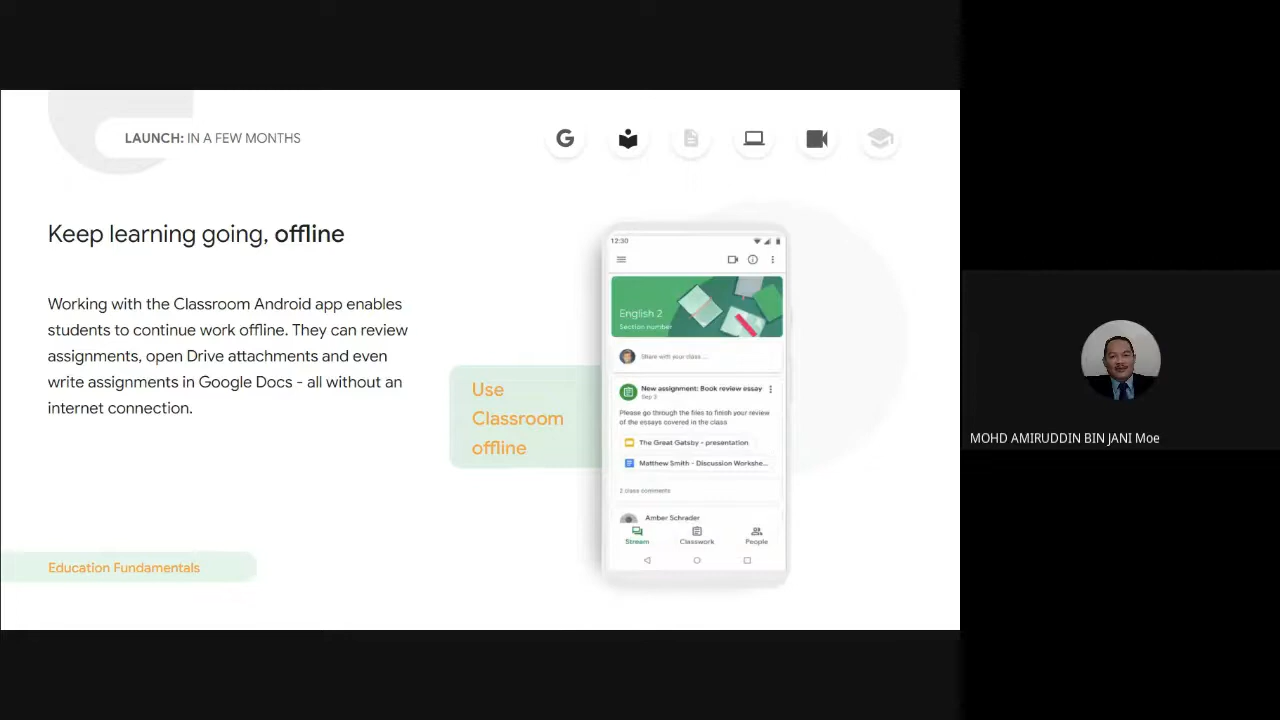 LAUNCH: IN A FEW MONTHS
Keep learning going, offline
Working with the Classroom Android app enables
students to continue work offline. They can review
assignments, open Drive attachments and even
write assignments in Google Docs - all without an
internet connection.
Use
Classroom
offline
Education Fundamentals
12:30
English 2
Section number
Share with your class ...
New assignment: Book review essay
Sep 3
Please go through the files to finish your review
of the essays covered in the class
The Great Gatsby - presentation
Matthew Smith - Discussion Workshe...
2 class comments
Amber Schrader
Stream
Classwork
People
MOHD AMIRUDDIN BIN JANI Moe